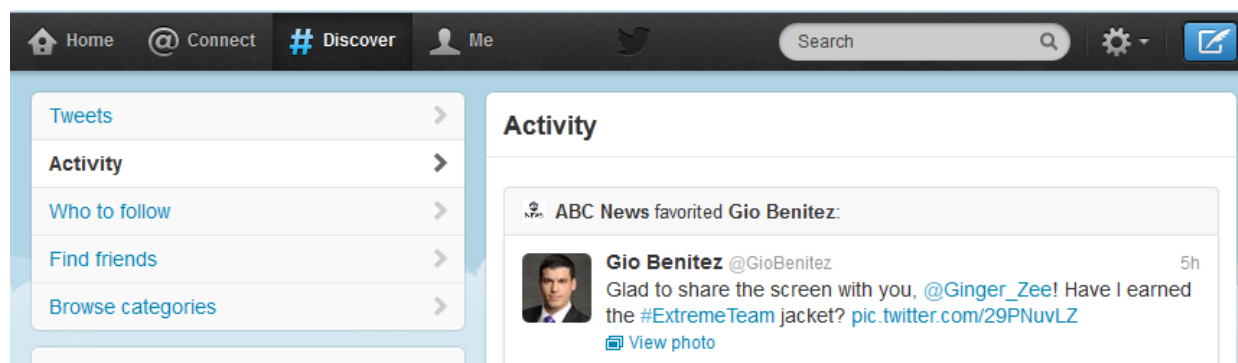 Home @ Connect # Discover Me Search
Tweets
Activity
Who to follow
Find friends
Browse categories
Activity
ABC News favorited Gio Benitez:
Gio Benitez @GioBenitez 5h
Glad to share the screen with you, @Ginger_Zee! Have I earned
the #ExtremeTeam jacket? pic.twitter.com/29PNuvLZ
View photo